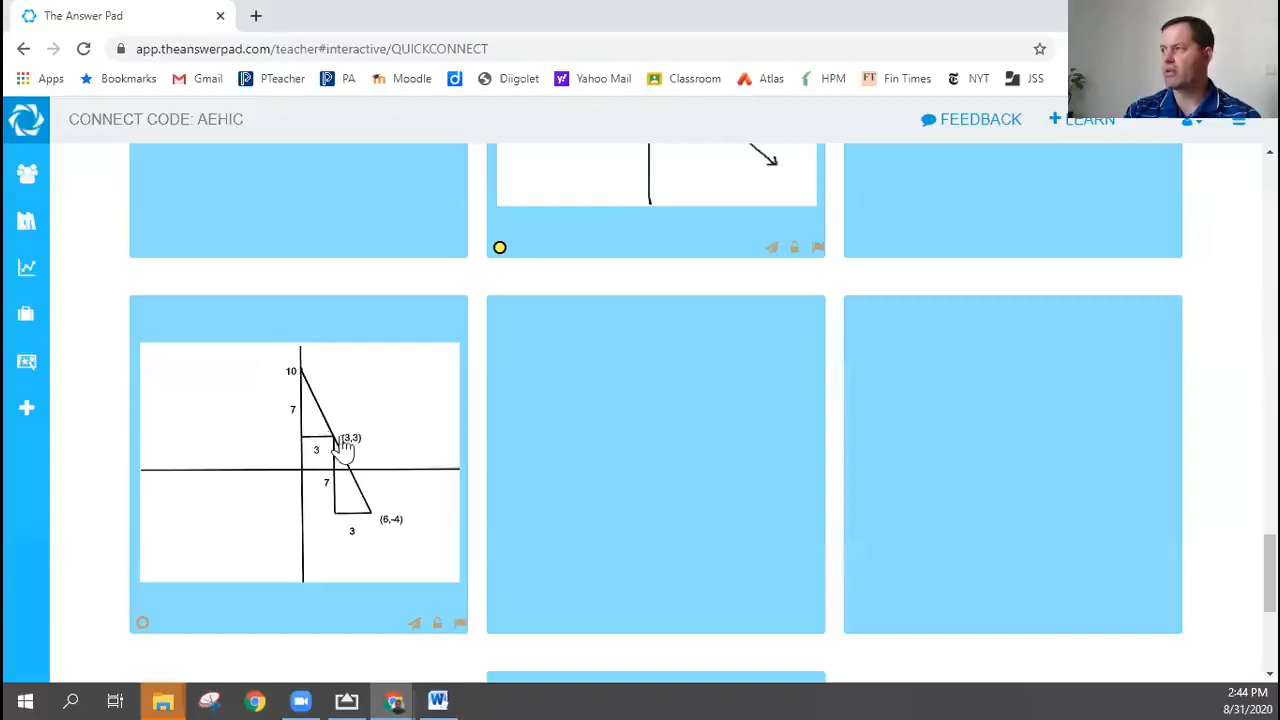 The Answer Pad
app.theanswerpad.com/teacher#interactive/QUICKCONNECT
Apps Bookmarks Gmail PTeacher PA Moodle Diigolet Yahoo Mail Classroom Atlas HPM FT Fin Times NYT JSS
CONNECT CODE: AEHIC FEEDBACK LEARN
10
7
(3,3)
3
7
(6,-4)
3
2:44 PM
8/31/2020